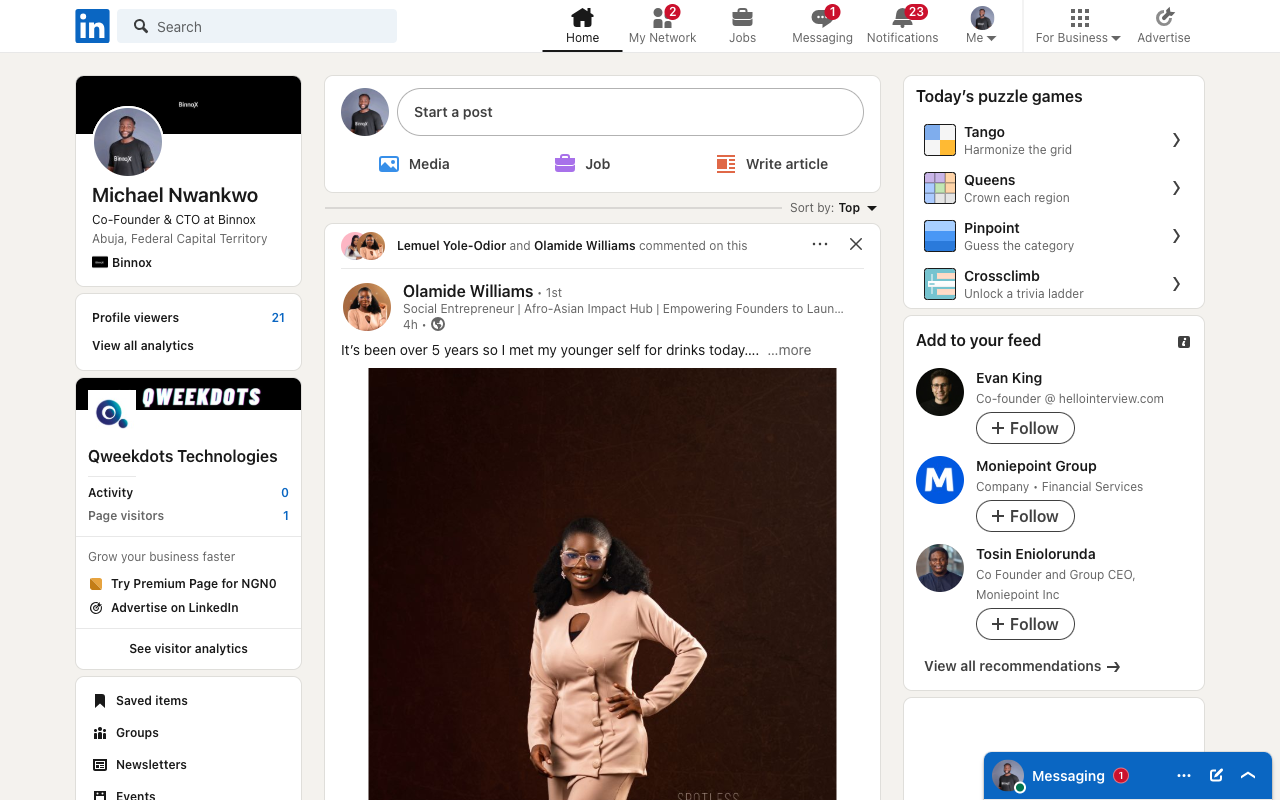 in
Search
Home
2
My Network
Jobs
1
Messaging
23
Notifications
Me
For Business
Advertise
BinnoX
BinnoX
Michael Nwankwo
Co-Founder & CTO at Binnox
Abuja, Federal Capital Territory
Binnox
Profile viewers 21
View all analytics
QWEEKDOTS
Qweekdots Technologies
Activity 0
Page visitors 1
Grow your business faster
Try Premium Page for NGN0
Advertise on LinkedIn
See visitor analytics
Saved items
Groups
Newsletters
Events
Start a post
Media
Job
Write article
Sort by: Top
Lemuel Yole-Odior and Olamide Williams commented on this
Olamide Williams • 1st
Social Entrepreneur | Afro-Asian Impact Hub | Empowering Founders to Laun...
4h •
It's been over 5 years so I met my younger self for drinks today.... ...more
SPOTLESS
Today's puzzle games
Tango
Harmonize the grid
Queens
Crown each region
Pinpoint
Guess the category
Crossclimb
Unlock a trivia ladder
Add to your feed
Evan King
Co-founder @ hellointerview.com
+ Follow
M
Moniepoint Group
Company • Financial Services
+ Follow
Tosin Eniolorunda
Co Founder and Group CEO,
Moniepoint Inc
+ Follow
View all recommendations →
Messaging 1